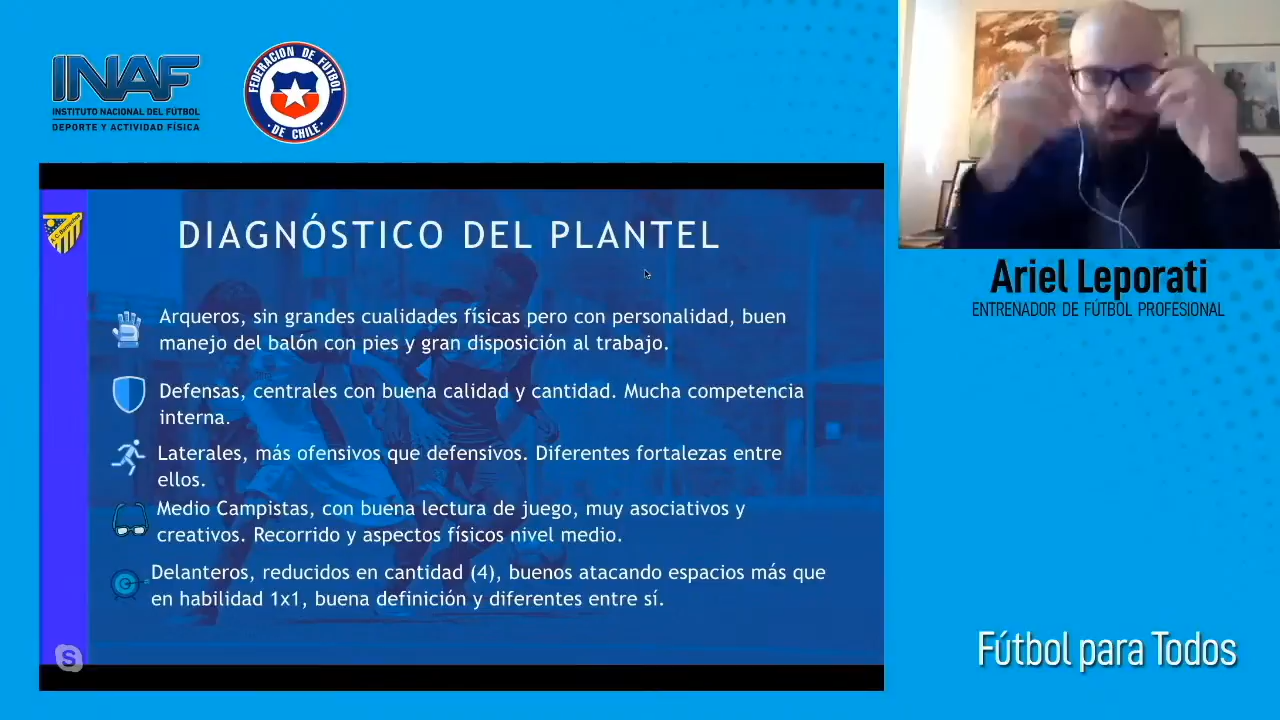 INAF
INSTITUTO NACIONAL DEL FÚTBOL
DEPORTE Y ACTIVIDAD FÍSICA
FEDERACION DE FUTBOL
· DE CHILE ·
DIAGNÓSTICO DEL PLANTEL
Arqueros, sin grandes cualidades físicas pero con personalidad, buen
manejo del balón con pies y gran disposición al trabajo.
Defensas, centrales con buena calidad y cantidad. Mucha competencia
interna.
Laterales, más ofensivos que defensivos. Diferentes fortalezas entre
ellos.
Medio Campistas, con buena lectura de juego, muy asociativos y
creativos. Recorrido y aspectos físicos nivel medio.
Delanteros, reducidos en cantidad (4), buenos atacando espacios más que
en habilidad 1x1, buena definición y diferentes entre sí.
S
Ariel Leporati
ENTRENADOR DE FÚTBOL PROFESIONAL
Fútbol para Todos